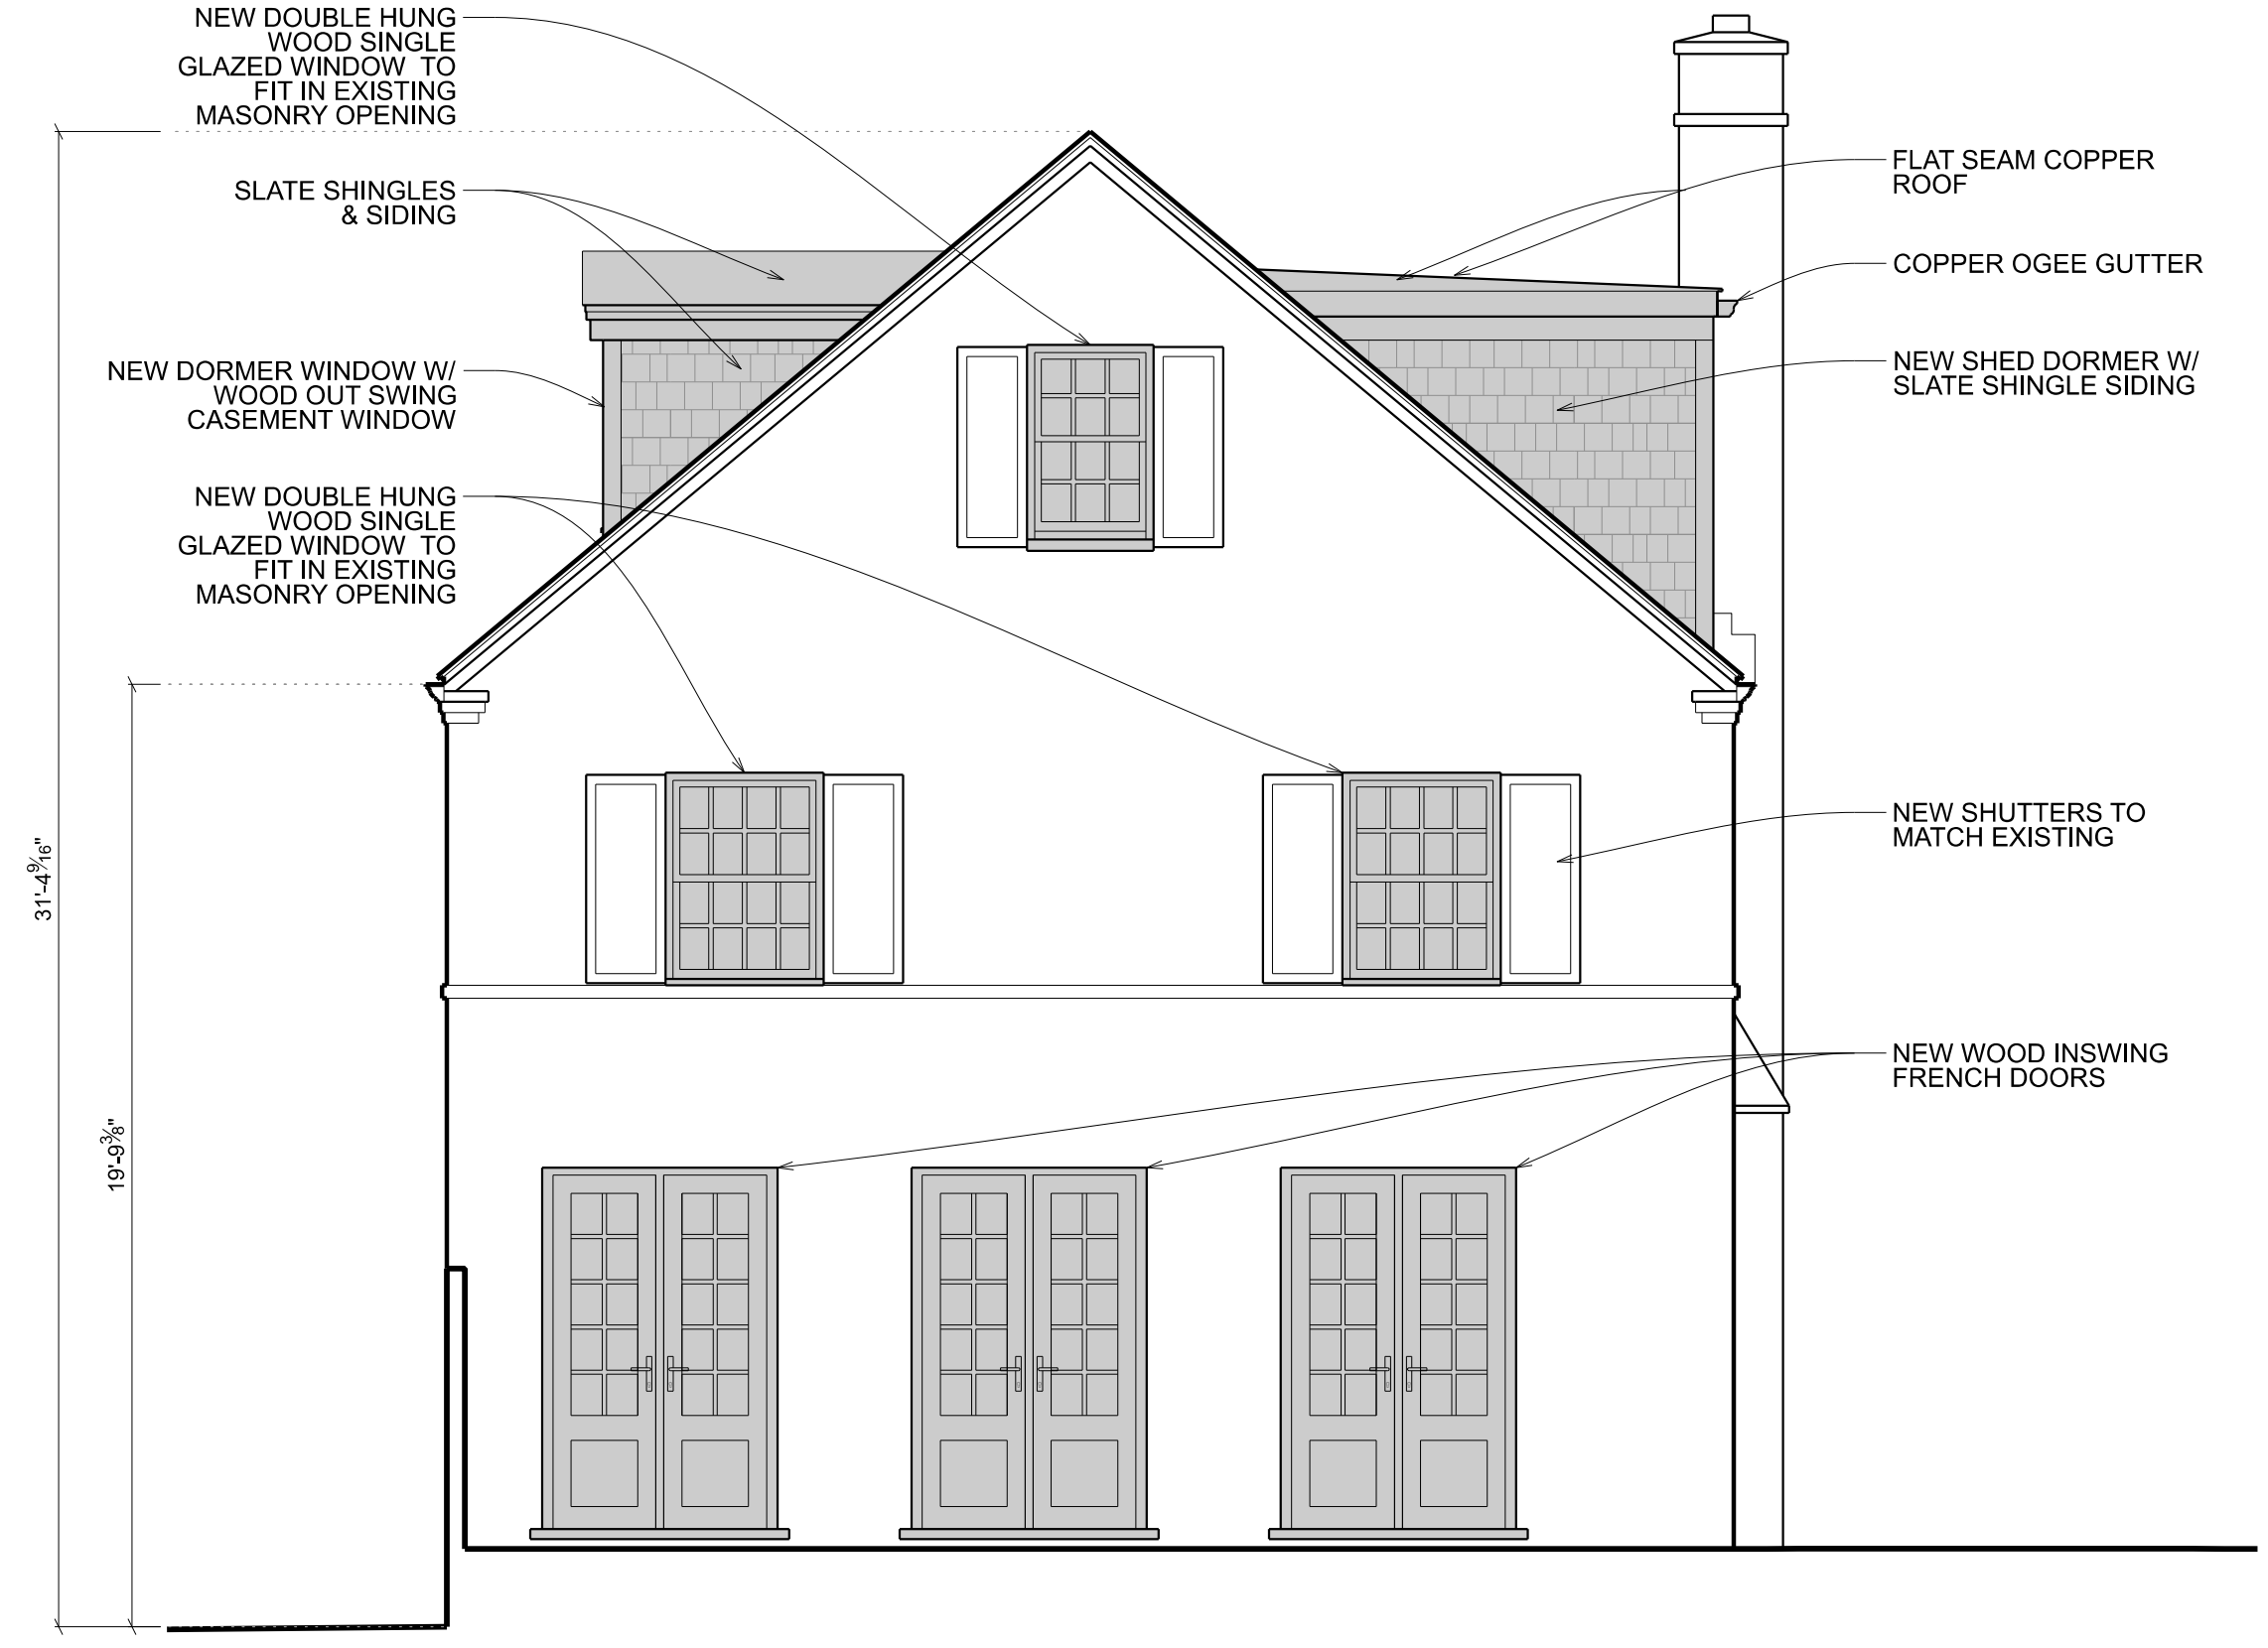 NEW DOUBLE HUNG
WOOD SINGLE
GLAZED WINDOW TO
FIT IN EXISTING
MASONRY OPENING
SLATE SHINGLES
& SIDING
NEW DORMER WINDOW W/
WOOD OUT SWING
CASEMENT WINDOW
NEW DOUBLE HUNG
WOOD SINGLE
GLAZED WINDOW TO
FIT IN EXISTING
MASONRY OPENING
31'-4 9/16"
19'-9 3/8"
FLAT SEAM COPPER
ROOF
COPPER OGEE GUTTER
NEW SHED DORMER W/
SLATE SHINGLE SIDING
NEW SHUTTERS TO
MATCH EXISTING
NEW WOOD INSWING
FRENCH DOORS